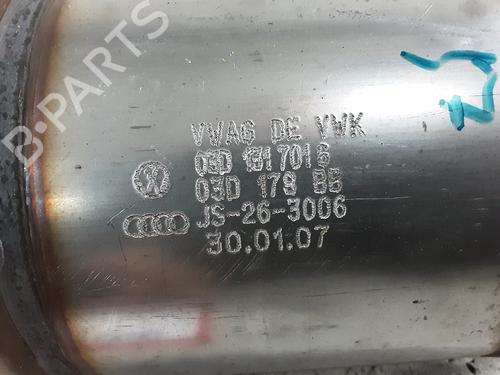 B-PARTS
VWAG DE VWK
03D 131 701 G
03D 178 BB
JS-26-3006
30.01.07